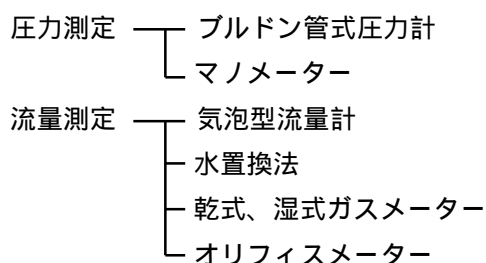 圧力測定 ブルドン管式圧力計
マノメーター
流量測定 気泡型流量計
水置換法
乾式、湿式ガスメーター
オリフィスメーター